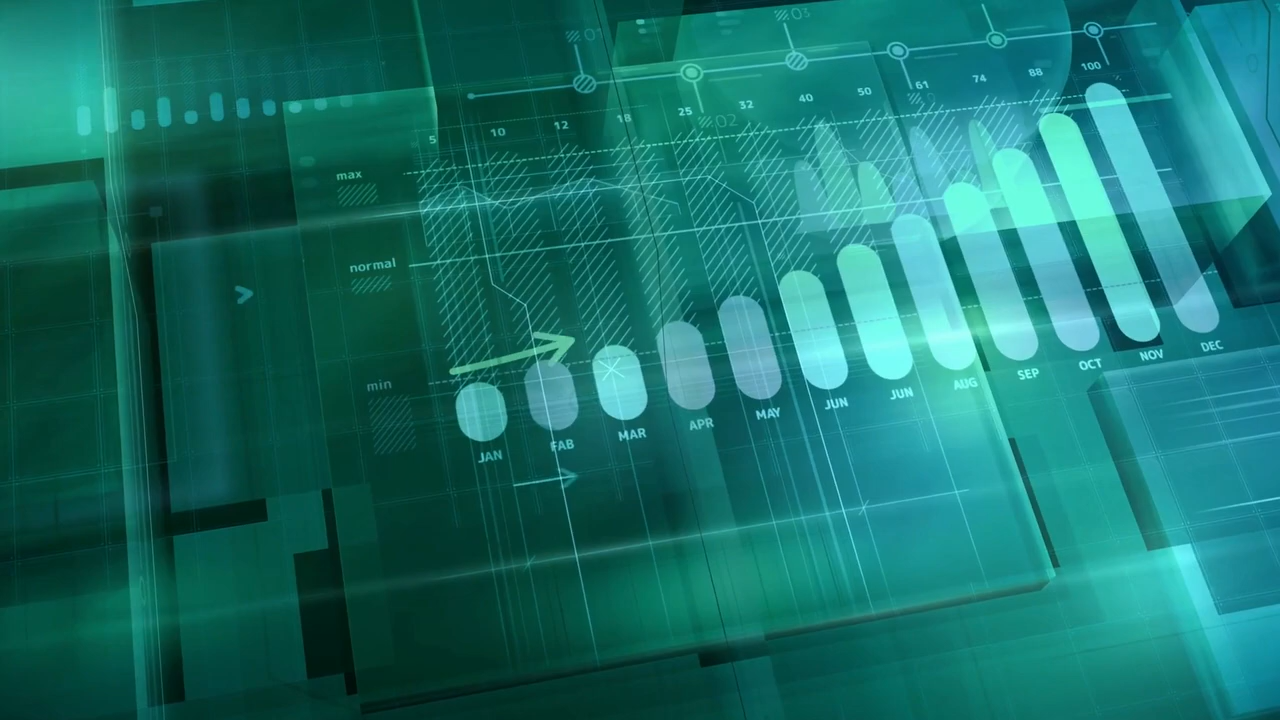 01
03
5 10 12 18 25 32 40 50 61 74 88 100
02
max
normal
min
JAN FAB MAR APR MAY JUN JUN AUG SEP OCT NOV DEC